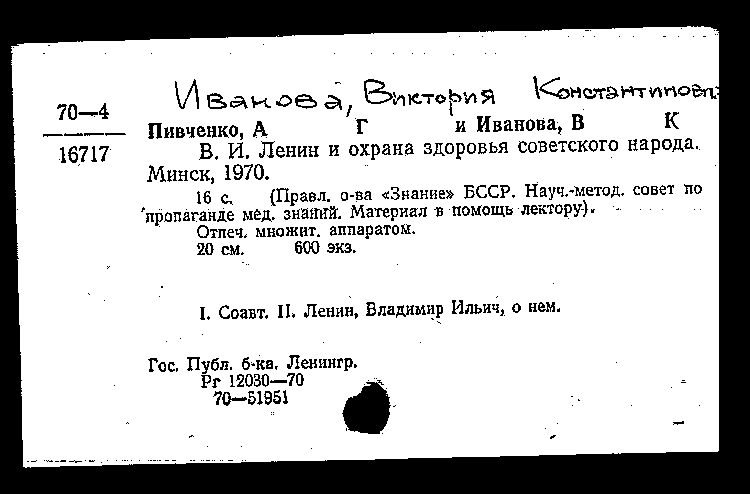 Иванова, Виктория Константиновн
70—4
16717
Пивченко, А Г и Иванова, В К
В. И. Ленин и охрана здоровья советского народа.
Минск, 1970.
16 с. (Правл. о-ва «Знание» БССР. Науч.-метод. совет по
пропаганде мед. знаний. Материал в помощь лектору).
Отпеч. множит. аппаратом.
20 см. 600 экз.
I. Соавт. II. Ленин, Владимир Ильич, о нем.
Гос. Публ. б-ка. Ленингр.
Рг 12030—70
70—51951